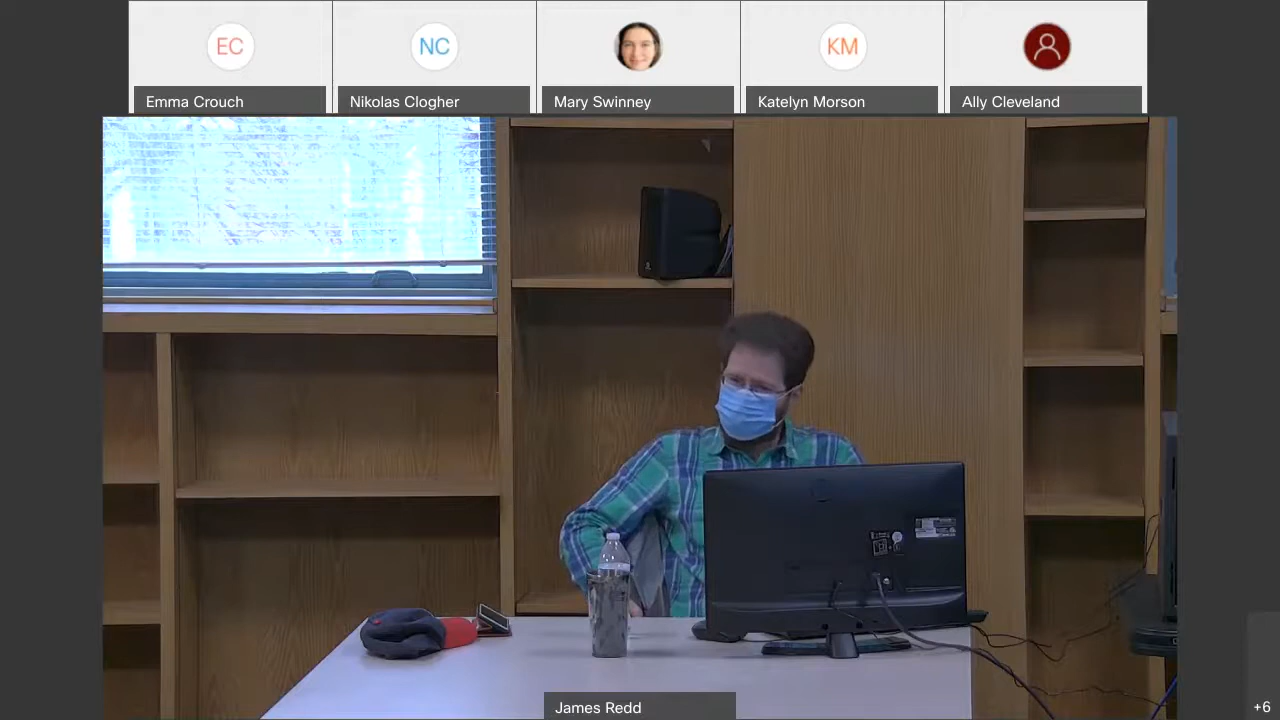 EC
NC
KM
Emma Crouch
Nikolas Clogher
Mary Swinney
Katelyn Morson
Ally Cleveland
James Redd
+6